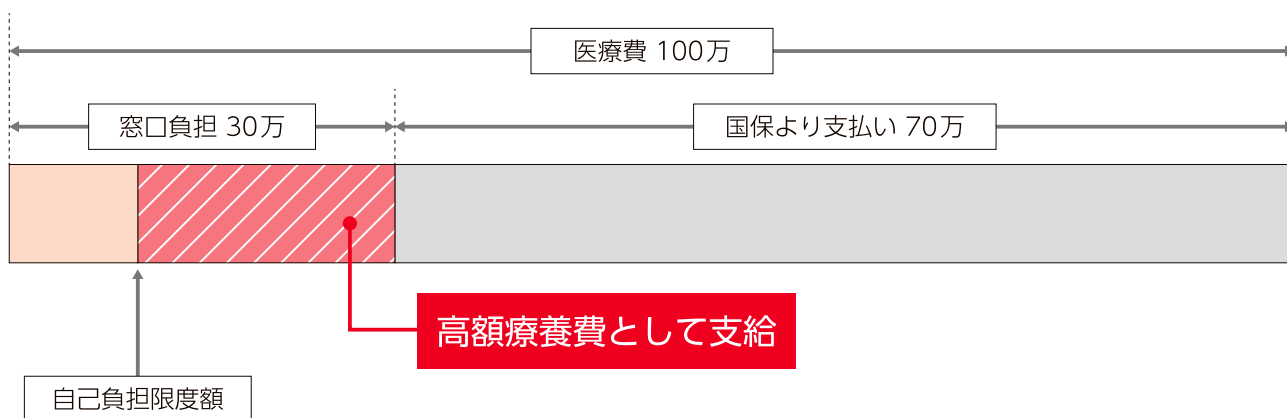 医療費 100万
窓口負担 30万
国保より支払い 70万
高額療養費として支給
自己負担限度額